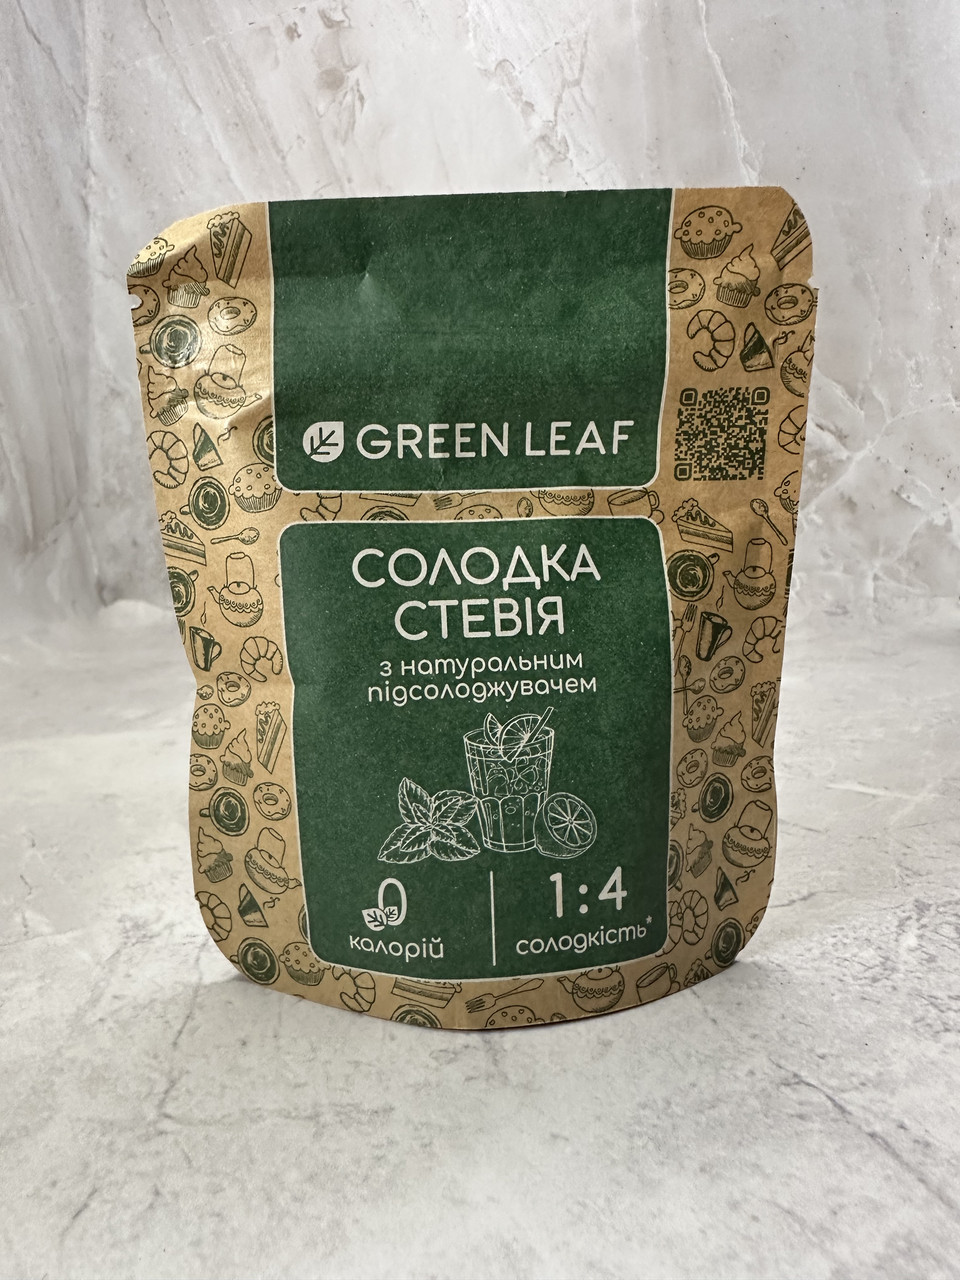 GREEN LEAF
СОЛОДКА
СТЕВІЯ
з натуральним
підсолоджувачем
0
калорій
1:4
солодкість*